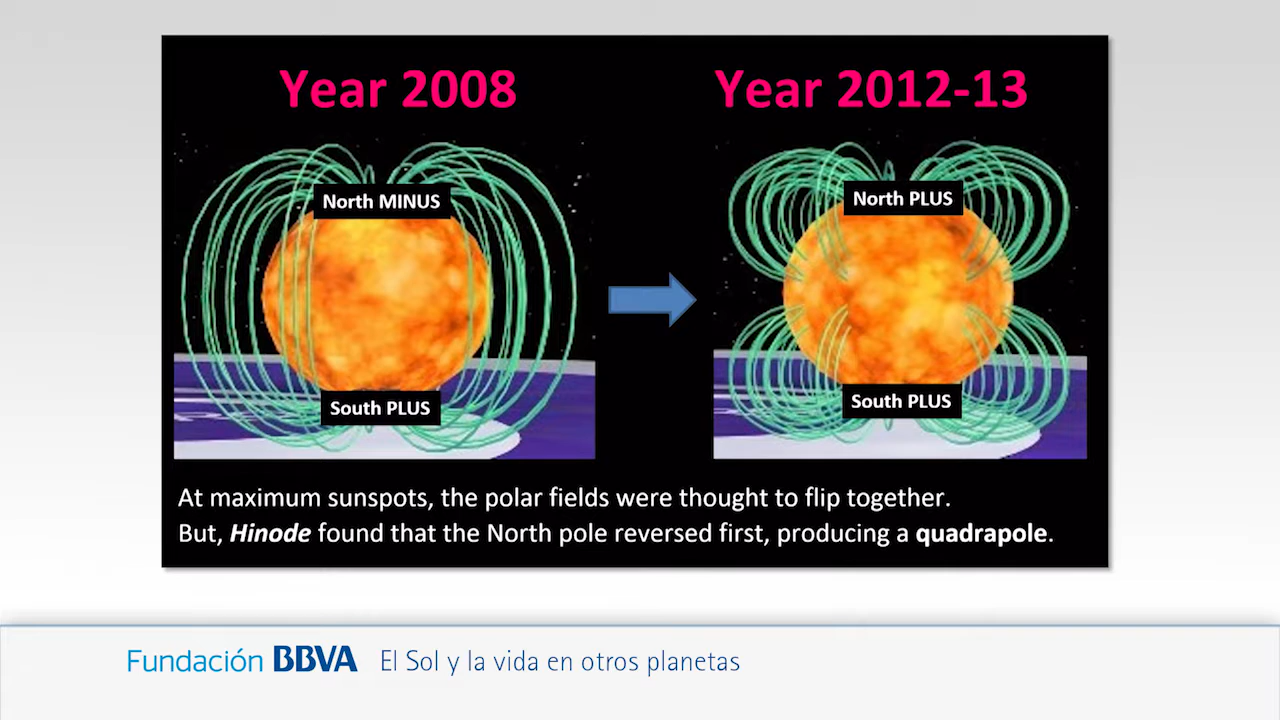 Year 2008
Year 2012-13
North MINUS
North PLUS
South PLUS
South PLUS
At maximum sunspots, the polar fields were thought to flip together.
But, Hinode found that the North pole reversed first, producing a quadrapole.
Fundación BBVA El Sol y la vida en otros planetas